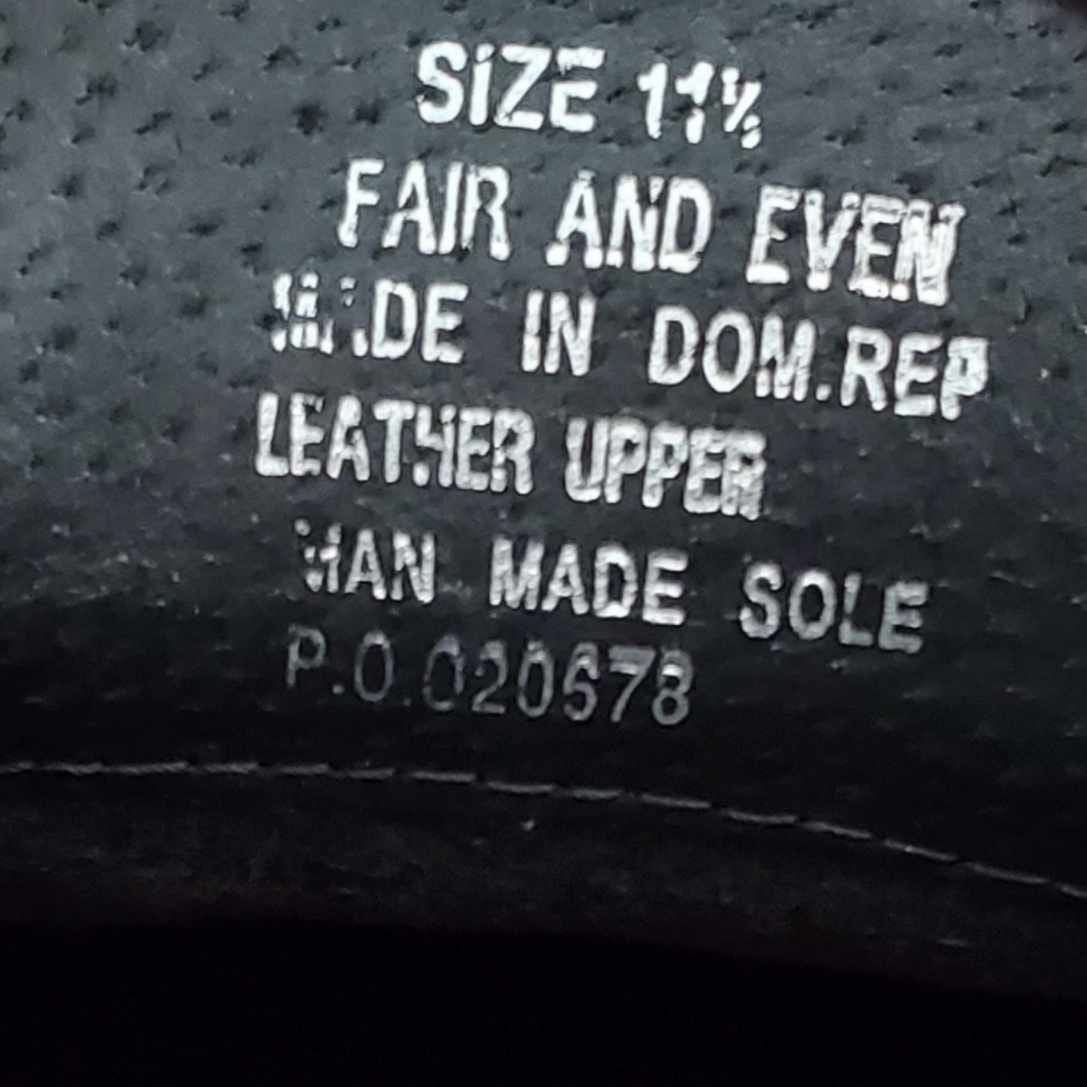 SIZE 11½
FAIR AND EVEN
MADE IN DOM.REP
LEATHER UPPER
MAN MADE SOLE
P.O.020678